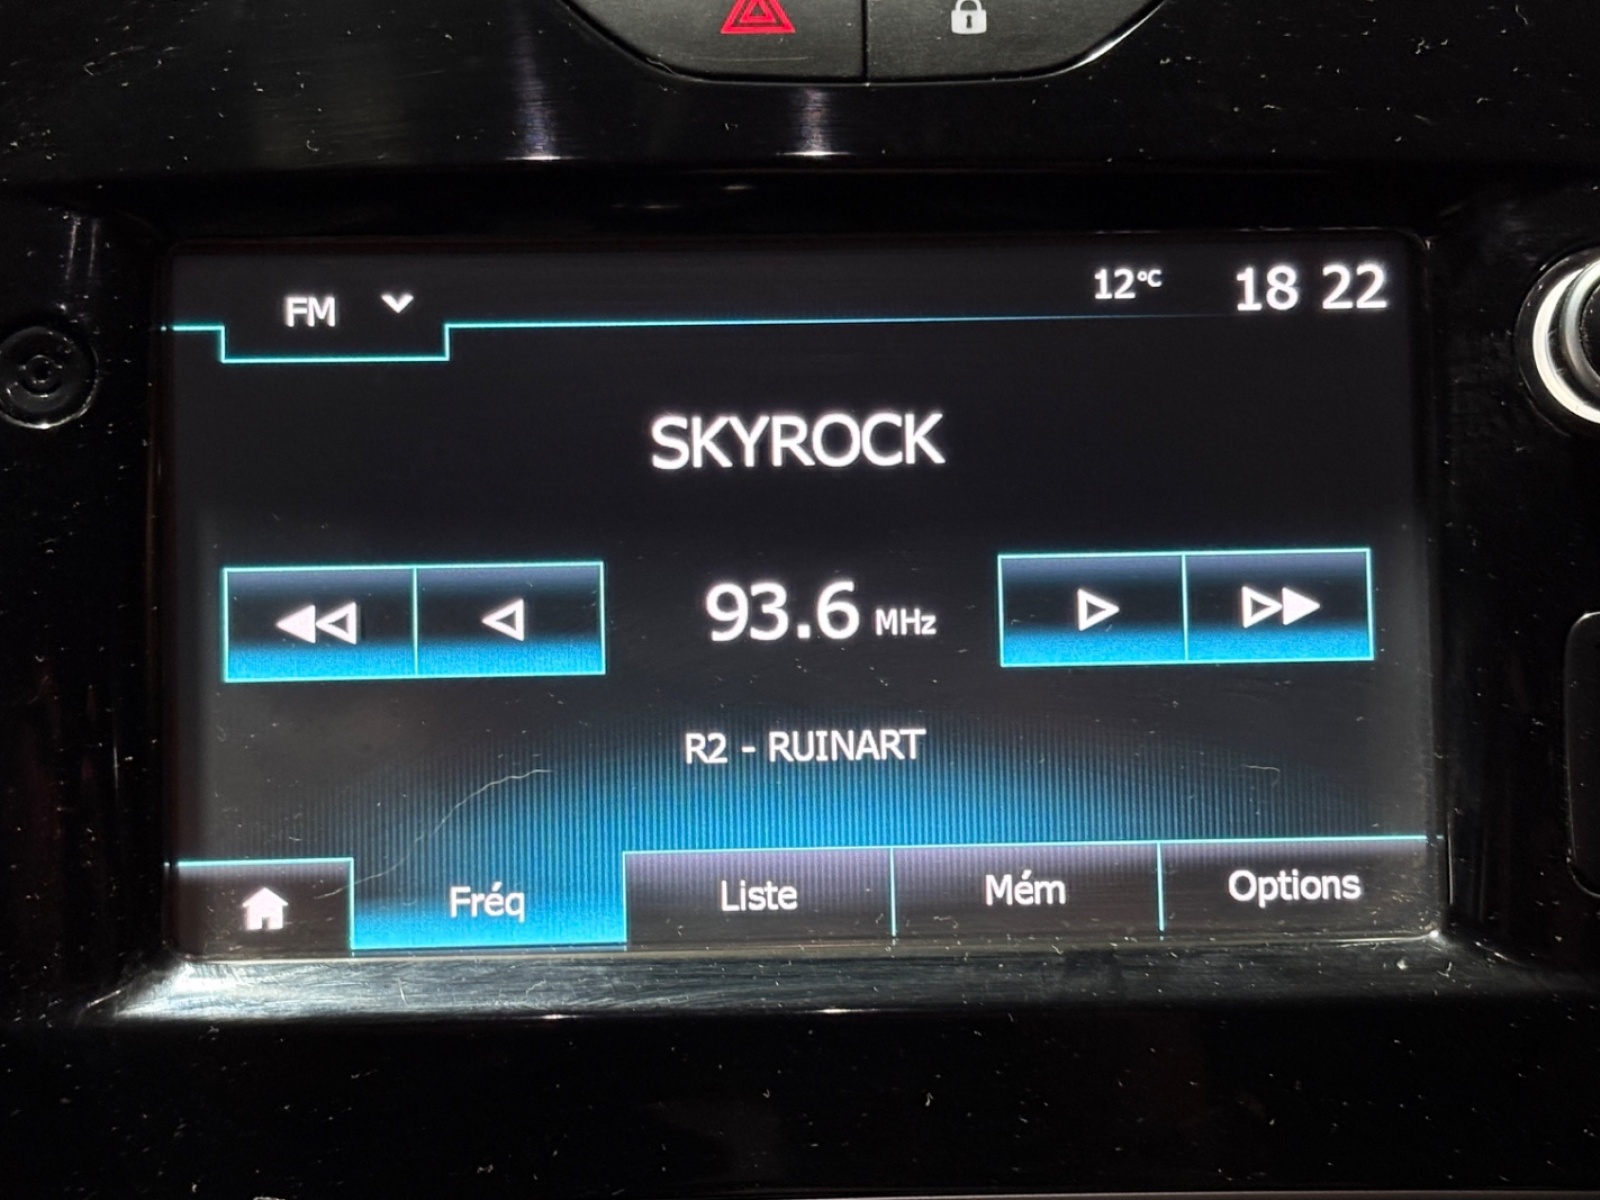 FM 12°C 18 22
SKYROCK
93.6 MHz
R2 - RUINART
Fréq Liste Mém Options